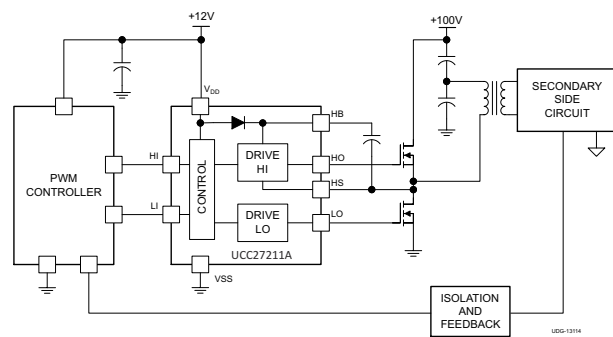 +12V
+100V
VDD
SECONDARY
SIDE
CIRCUIT
HB
HI
HI
DRIVE
HI
HO
PWM
CONTROLLER
CONTROL
HS
LI
LI
DRIVE
LO
LO
UCC27211A
VSS
ISOLATION
AND
FEEDBACK
UDG-13114